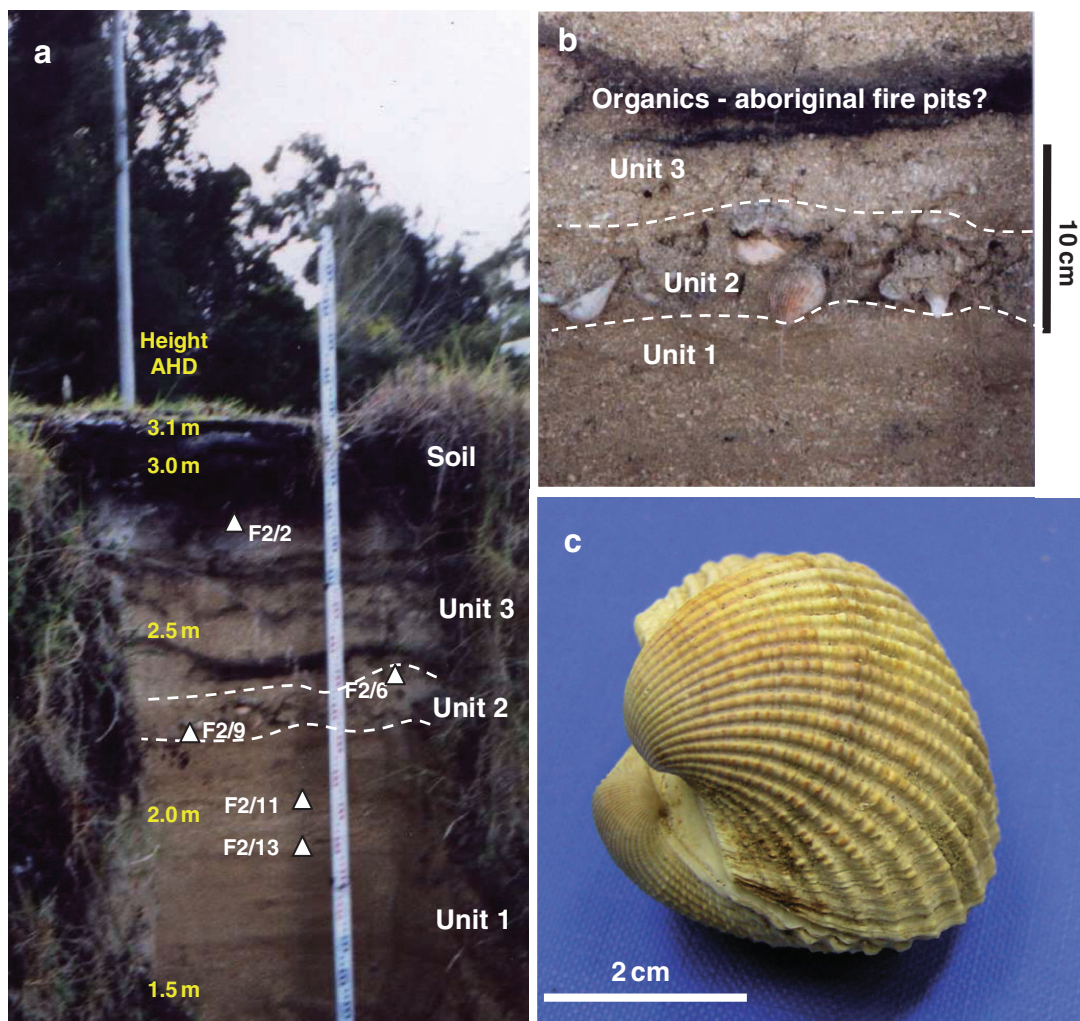 a
Height
AHD
3.1 m
3.0 m
Soil
F2/2
Unit 3
2.5 m
F2/6
Unit 2
F2/9
F2/11
2.0 m
F2/13
Unit 1
1.5 m
b
Organics - aboriginal fire pits?
Unit 3
Unit 2
Unit 1
10 cm
c
2 cm